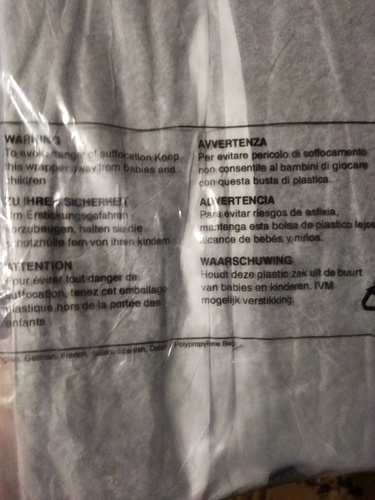 WARNING
To avoid danger of suffocation Keep
this wrapper away from babies and
children
ZU IHRER SICHERHEIT
Um Erstickungsgefahren
vorzubeugen, halten sie die
schutzhülle fern von ihren kindern
ATTENTION
Pour éviter tout danger de
suffocation, tenez cet emballage
plastique hors de la portée des
enfants
AVVERTENZA
Per evitare pericolo di soffocamento
non consentite al bambini di giocare
con questa busta di plastica.
ADVERTENCIA
Para evitar riesgos de asfixia,
mantenga esta bolsa de plastico lejos
alcance de bebés y niños.
WAARSCHUWING
Houdt deze plastic zak uit de buurt
van babies en kinderen. IVM
mogelijk verstikking.
German, French, Spanish, Polypropylene Bag